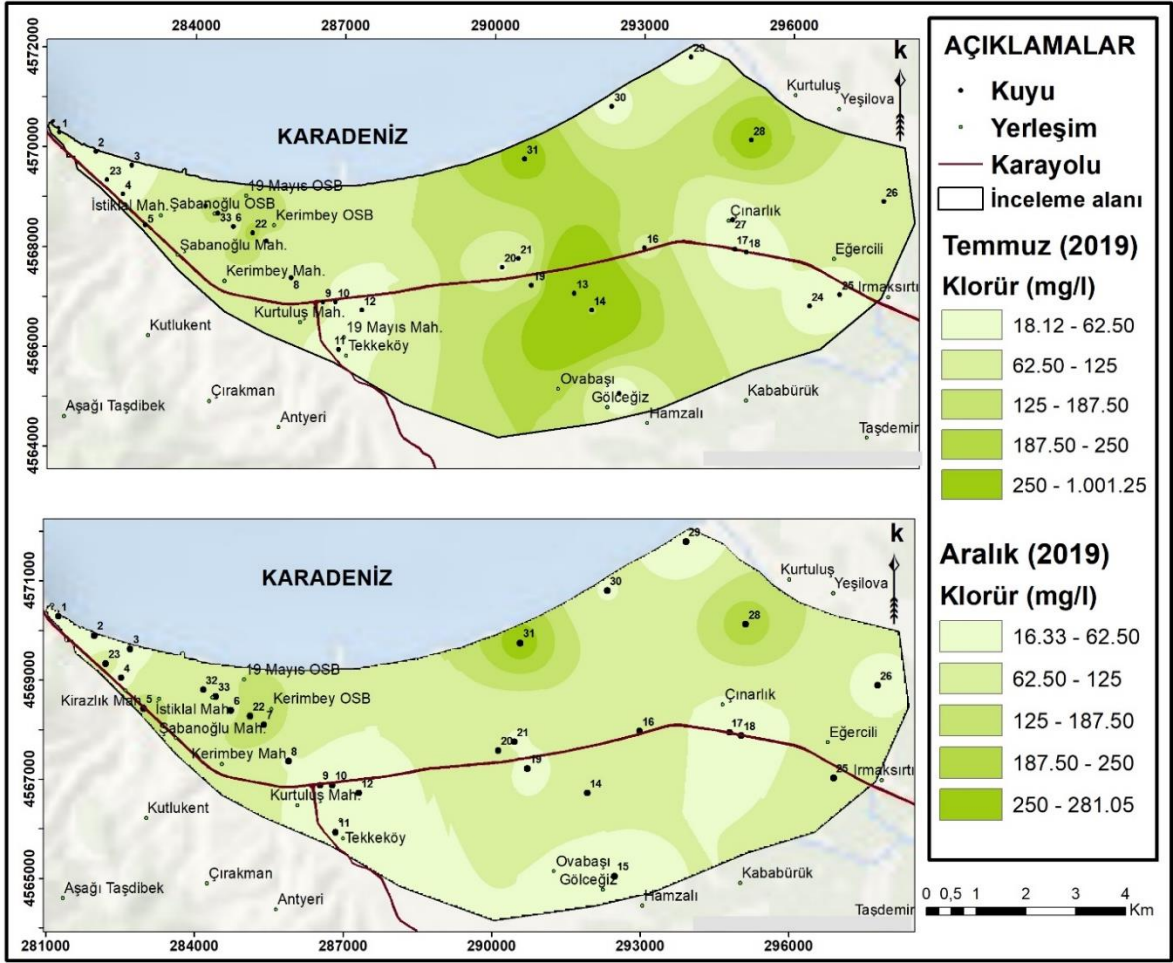 284000 287000 290000 293000 296000
4572000
4570000
4568000
4566000
4564000
KARADENİZ
k
1
2
3
23
4
5
33
6
22
8
9
10
12
11
20
21
19
13
14
16
17
18
27
24
25
26
28
29
30
31
Kurtuluş
Yeşilova
19 Mayıs OSB
Şabanoğlu OSB
İstiklal Mah.
Kerimbey OSB
Şabanoğlu Mah.
Kerimbey Mah.
Kurtuluş Mah.
19 Mayıs Mah.
Tekkeköy
Kutlukent
Çırakman
Aşağı Taşdibek
Antyeri
Çınarlık
Eğercili
Irmaksırtı
Ovabaşı
Gölceğiz
Hamzalı
Kababürük
Taşdemir
4571000
4569000
4567000
4565000
KARADENİZ
k
1
2
3
23
4
5
32
33
6
22
7
8
9
10
12
11
20
21
19
14
15
16
17
18
25
26
28
29
30
31
Kurtuluş
Yeşilova
19 Mayıs OSB
Kirazlık Mah.
İstiklal Mah.
Kerimbey OSB
Şabanoğlu Mah.
Kerimbey Mah.
Kurtuluş Mah.
Tekkeköy
Kutlukent
Çırakman
Aşağı Taşdibek
Antyeri
Çınarlık
Eğercili
Irmaksırtı
Ovabaşı
Gölceğiz
Hamzalı
Kababürük
Taşdemir
281000 284000 287000 290000 293000 296000
AÇIKLAMALAR
Kuyu
Yerleşim
Karayolu
İnceleme alanı
Temmuz (2019)
Klorür (mg/l)
18.12 - 62.50
62.50 - 125
125 - 187.50
187.50 - 250
250 - 1.001.25
Aralık (2019)
Klorür (mg/l)
16.33 - 62.50
62.50 - 125
125 - 187.50
187.50 - 250
250 - 281.05
0 0,5 1 2 3 4
Km